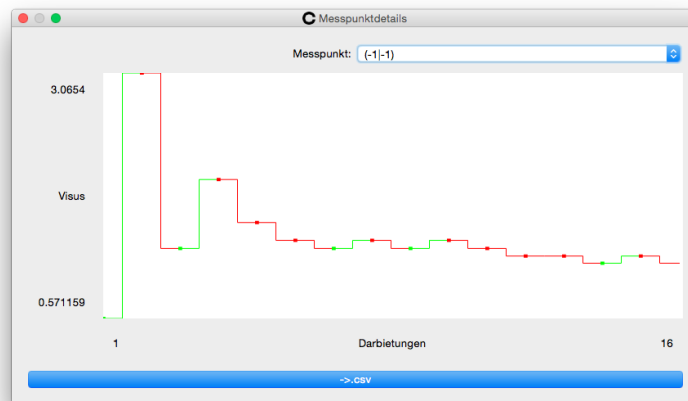 Messpunktdetails
Messpunkt: (-1|-1)
3.0654
Visus
0.571159
1 Darbietungen 16
->.csv